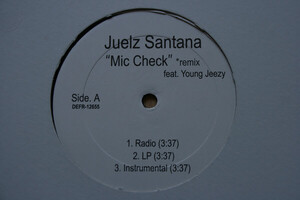 Juelz Santana
"Mic Check" *remix
feat. Young Jeezy
Side. A
DEFR-12655
1. Radio (3:37)
2. LP (3:37)
3. Instrumental (3:37)